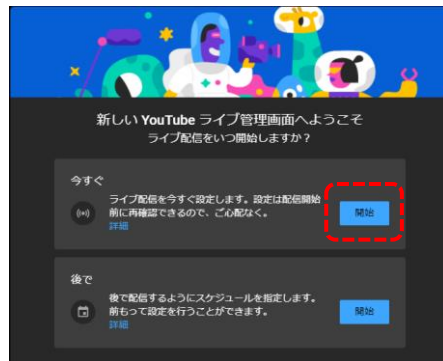 新しい YouTube ライブ管理画面へようこそ
ライブ配信をいつ開始しますか？
今すぐ
ライブ配信を今すぐ設定します。設定は配信開始
前に再確認できるので、ご心配なく。
詳細
開始
後で
後で配信するようにスケジュールを指定します。
前もって設定を行うことができます。
詳細
開始